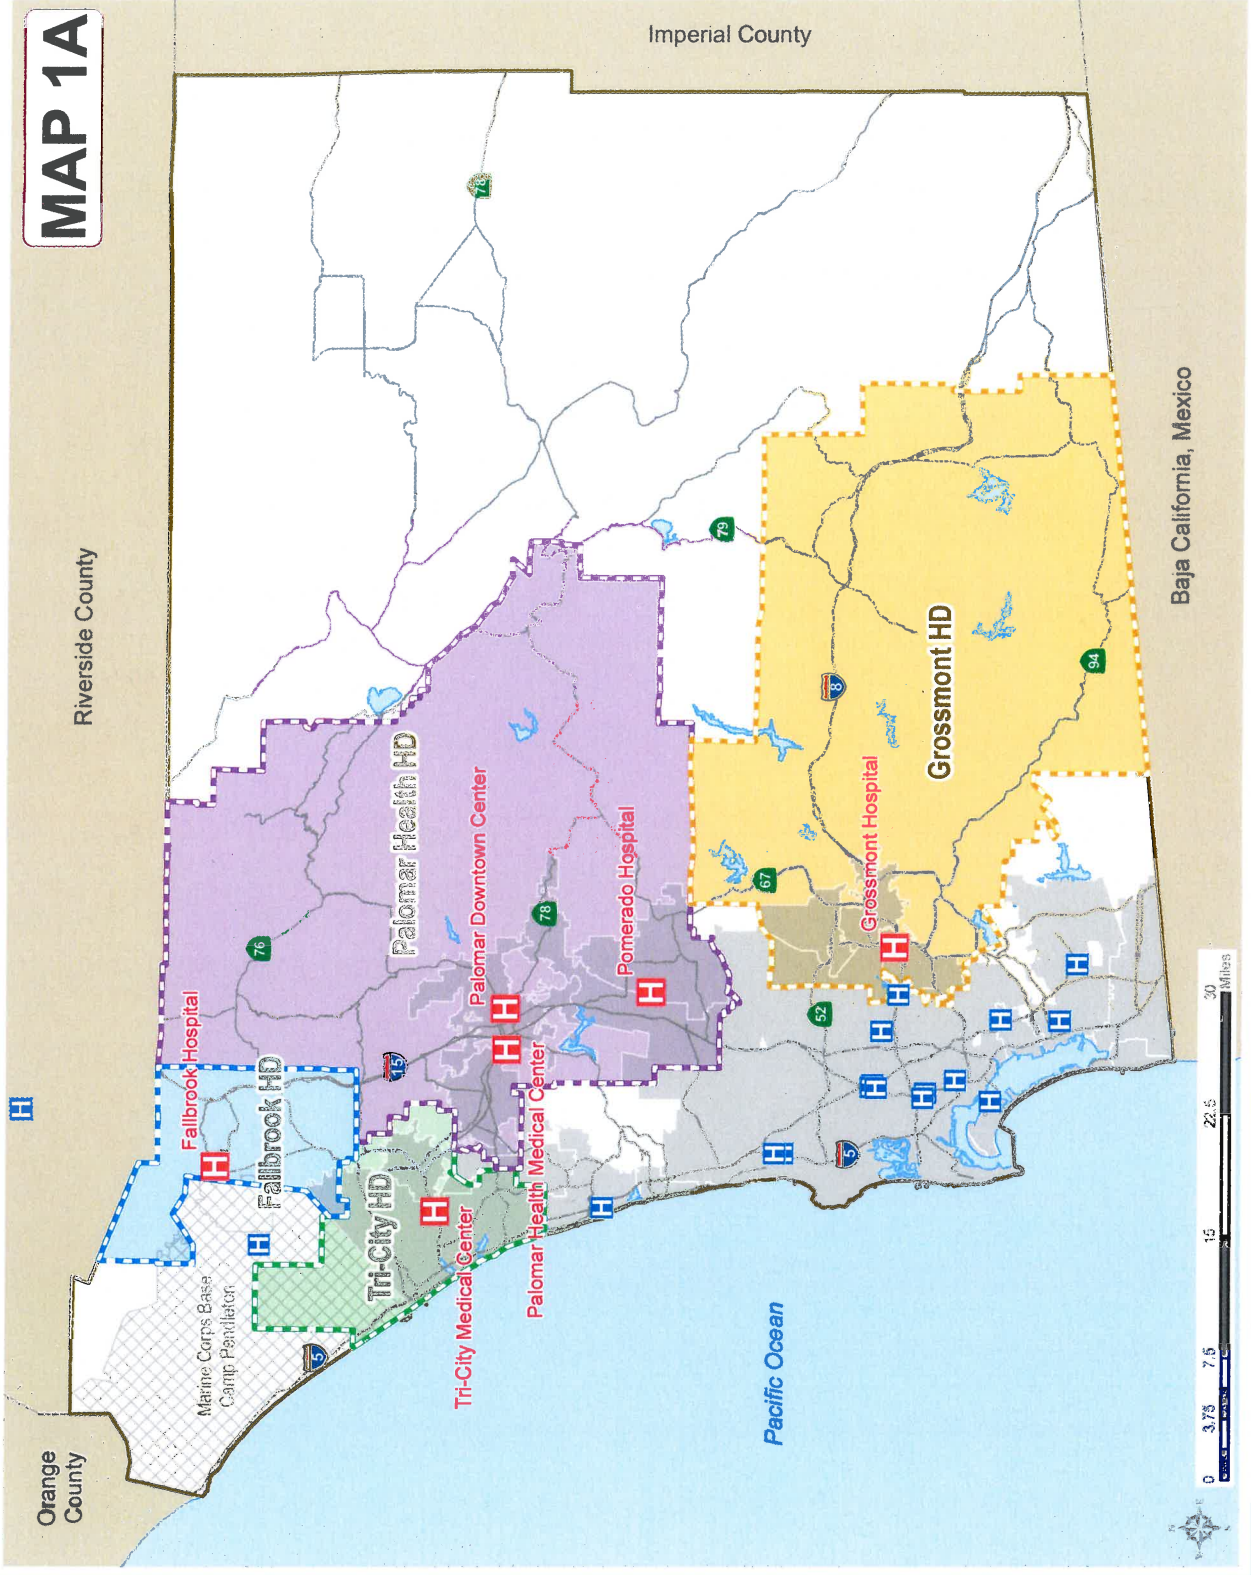 MAP 1A
Orange
County
Riverside County
Imperial County
Marine Corps Base
Camp Pendleton
Fallbrook Hospital
Fallbrook HD
H
H
H
5
76
15
Tri-City HD
H
Tri-City Medical Center
Palomar Health HD
Palomar Downtown Center
H
H
Palomar Health Medical Center
78
78
Pomerado Hospital
H
79
H
H
67
52
5
8
Grossmont Hospital
H
Grossmont HD
H
H
H
H
H
H
H
H
H
94
Pacific Ocean
Baja California, Mexico
0 3.75 7.5 15 22.5 30
Miles